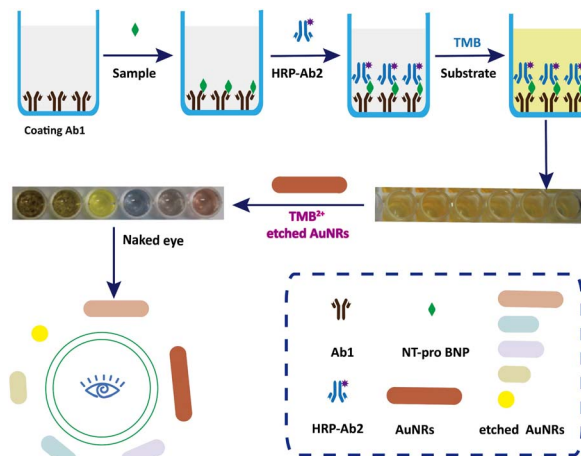 Sample
HRP-Ab2
TMB
Substrate
Coating Ab1
TMB²⁺
etched AuNRs
Naked eye
Ab1
NT-pro BNP
HRP-Ab2
AuNRs
etched AuNRs